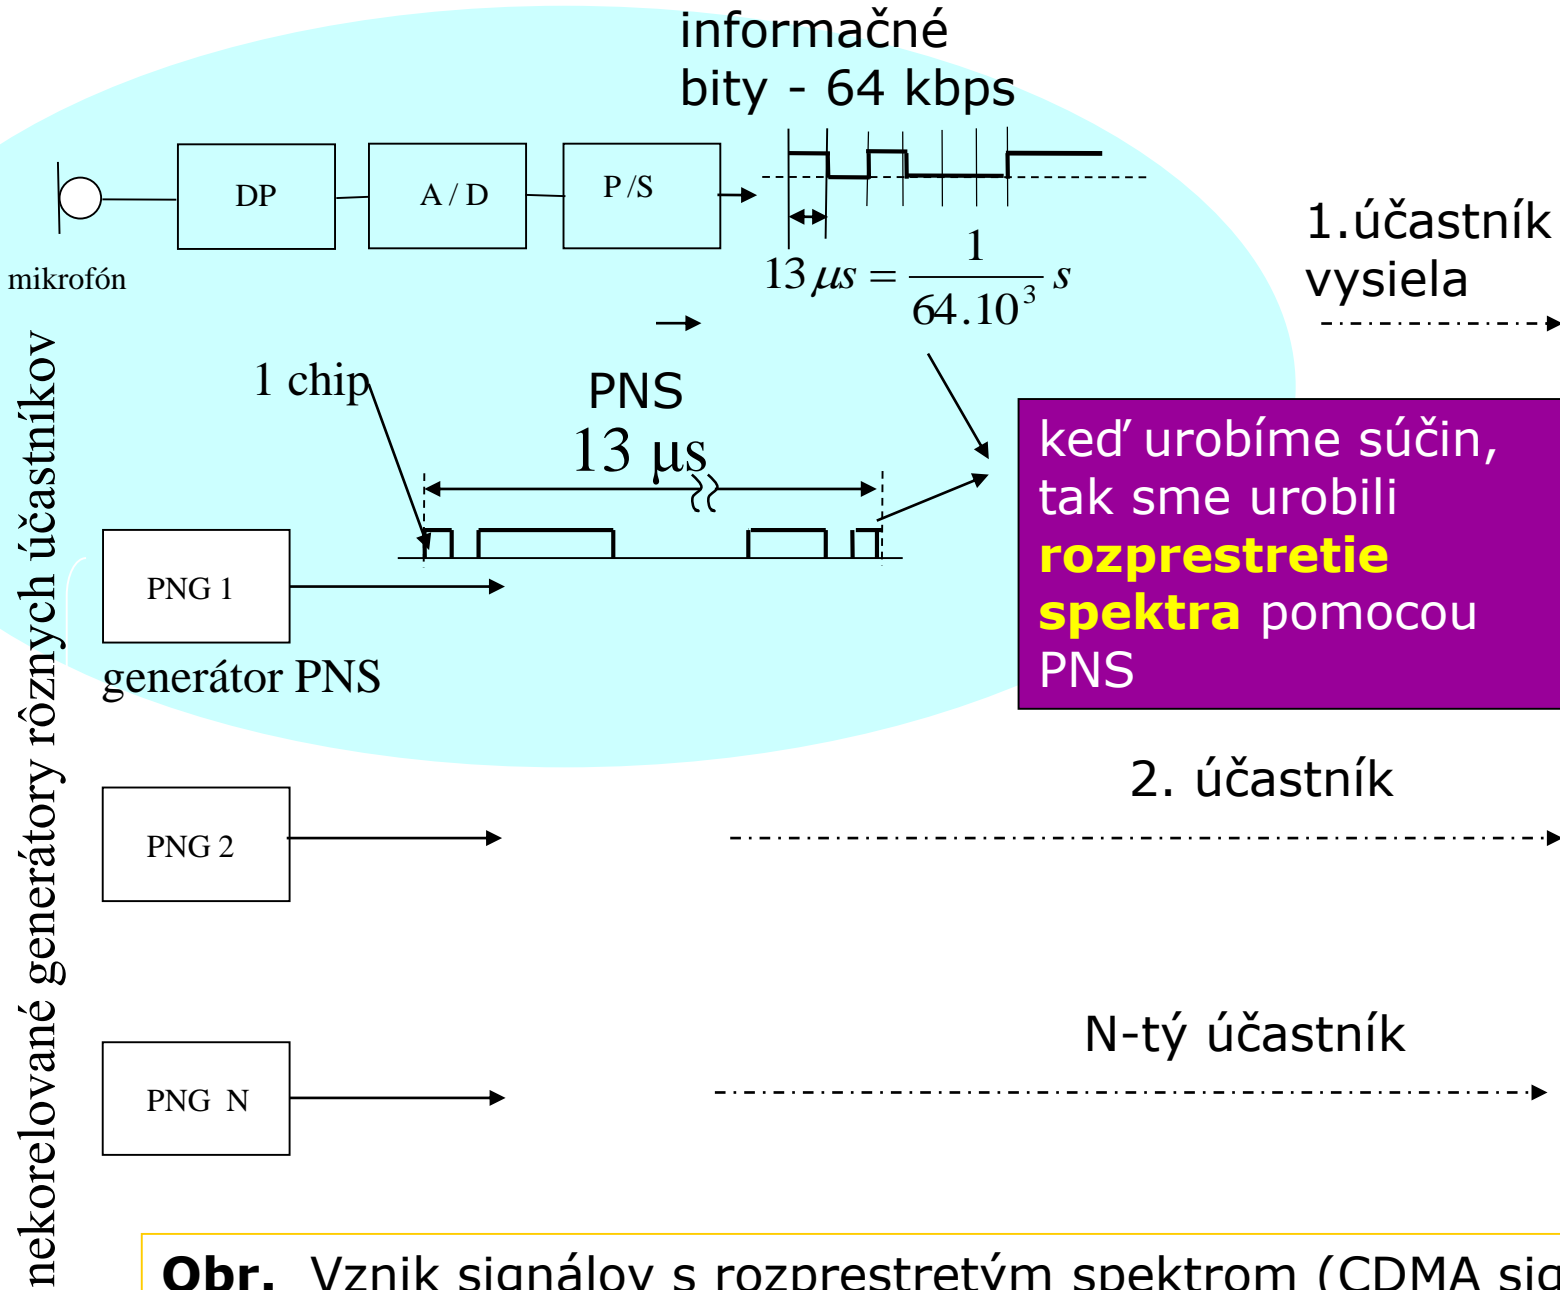 informačné
bity - 64 kbps
DP
A / D
P /S
mikrofón
13 μs = 1 / 64.10³ s
1.účastník
vysiela
1 chip
PNS
13 μs
keď urobíme súčin,
tak sme urobili
rozprestretie
spektra pomocou
PNS
PNG 1
generátor PNS
2. účastník
PNG 2
N-tý účastník
PNG N
nekorelované generátory rôznych účastníkov
Obr. Vznik signálov s rozprestretým spektrom (CDMA sig